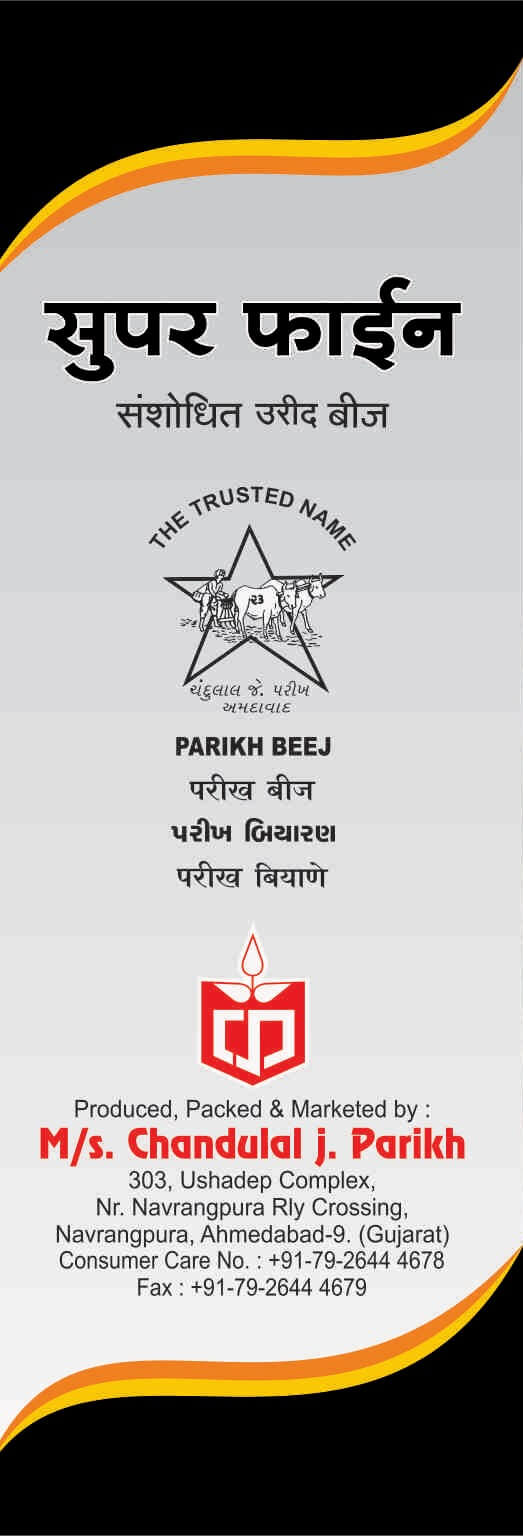 सुपर फाईन
संशोधित उरीद बीज
THE TRUSTED NAME
૨૩
ચંદુલાલ જે. પરીખ
અમદાવાદ
PARIKH BEEJ
परीख बीज
પરીખ બિયારણ
परीख बियाणे
Produced, Packed & Marketed by :
M/s. Chandulal j. Parikh
303, Ushadep Complex,
Nr. Navrangpura Rly Crossing,
Navrangpura, Ahmedabad-9. (Gujarat)
Consumer Care No. : +91-79-2644 4678
Fax : +91-79-2644 4679